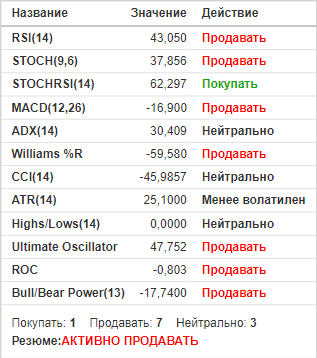 Название Значение Действие
RSI(14) 43,050 Продавать
STOCH(9,6) 37,856 Продавать
STOCHRSI(14) 62,297 Покупать
MACD(12,26) -16,900 Продавать
ADX(14) 30,409 Нейтрально
Williams %R -59,580 Продавать
CCI(14) -45,9857 Нейтрально
ATR(14) 25,1000 Менее волатилен
Highs/Lows(14) 0,0000 Нейтрально
Ultimate Oscillator 47,752 Продавать
ROC -0,803 Продавать
Bull/Bear Power(13) -17,7400 Продавать
Покупать: 1 Продавать: 7 Нейтрально: 3
Резюме:АКТИВНО ПРОДАВАТЬ